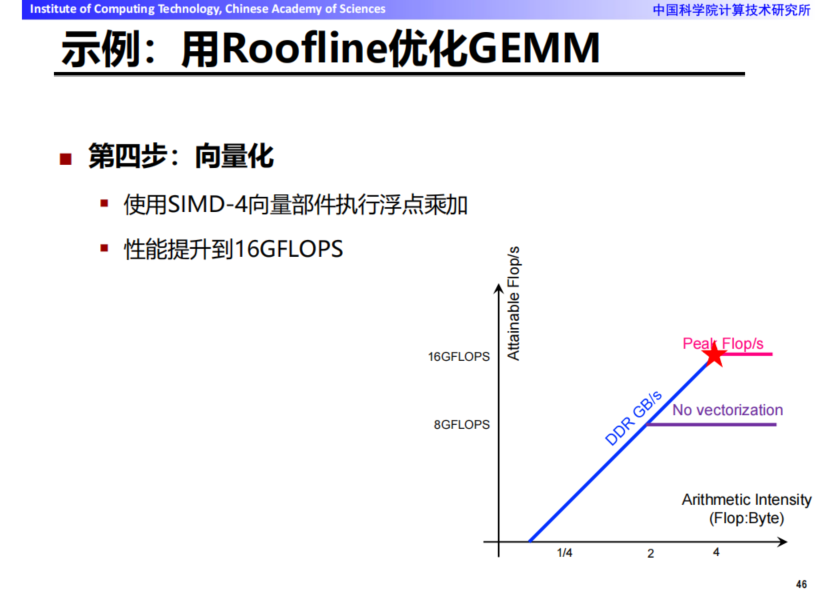 Institute of Computing Technology, Chinese Academy of Sciences
中国科学院计算技术研究所
示例：用Roofline优化GEMM
第四步：向量化
使用SIMD-4向量部件执行浮点乘加
性能提升到16GFLOPS
Attainable Flop/s
Peak Flop/s
16GFLOPS
DDR GB/s
No vectorization
8GFLOPS
Arithmetic Intensity
(Flop:Byte)
1/4
2
4
46